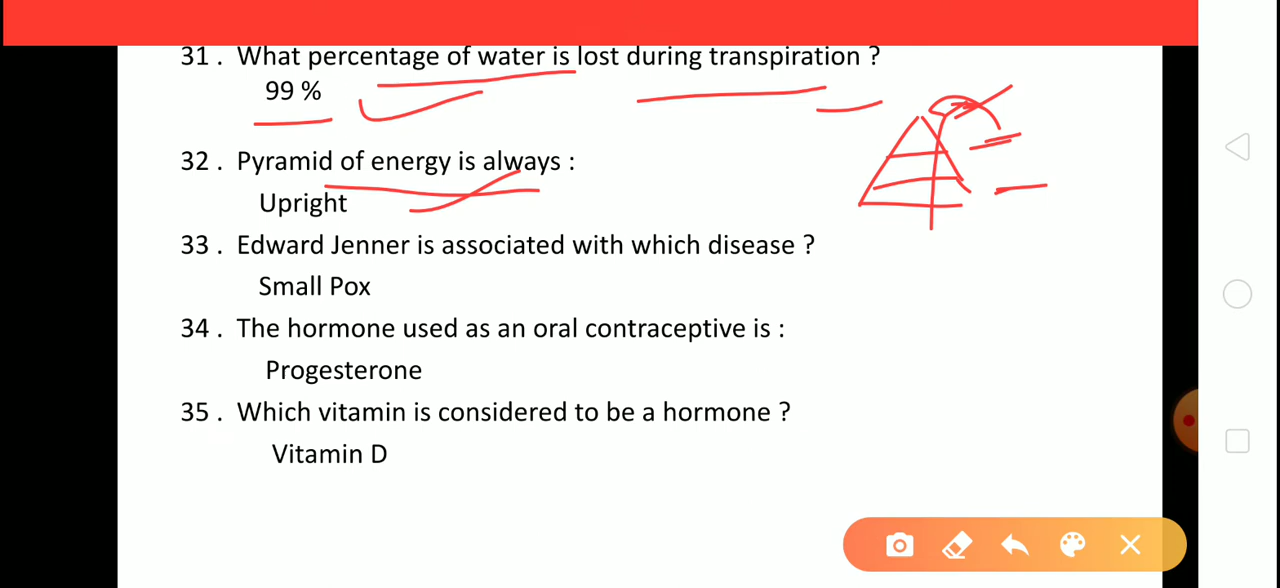 31 . What percentage of water is lost during transpiration ?
99 %
32 . Pyramid of energy is always :
Upright
33 . Edward Jenner is associated with which disease ?
Small Pox
34 . The hormone used as an oral contraceptive is :
Progesterone
35 . Which vitamin is considered to be a hormone ?
Vitamin D